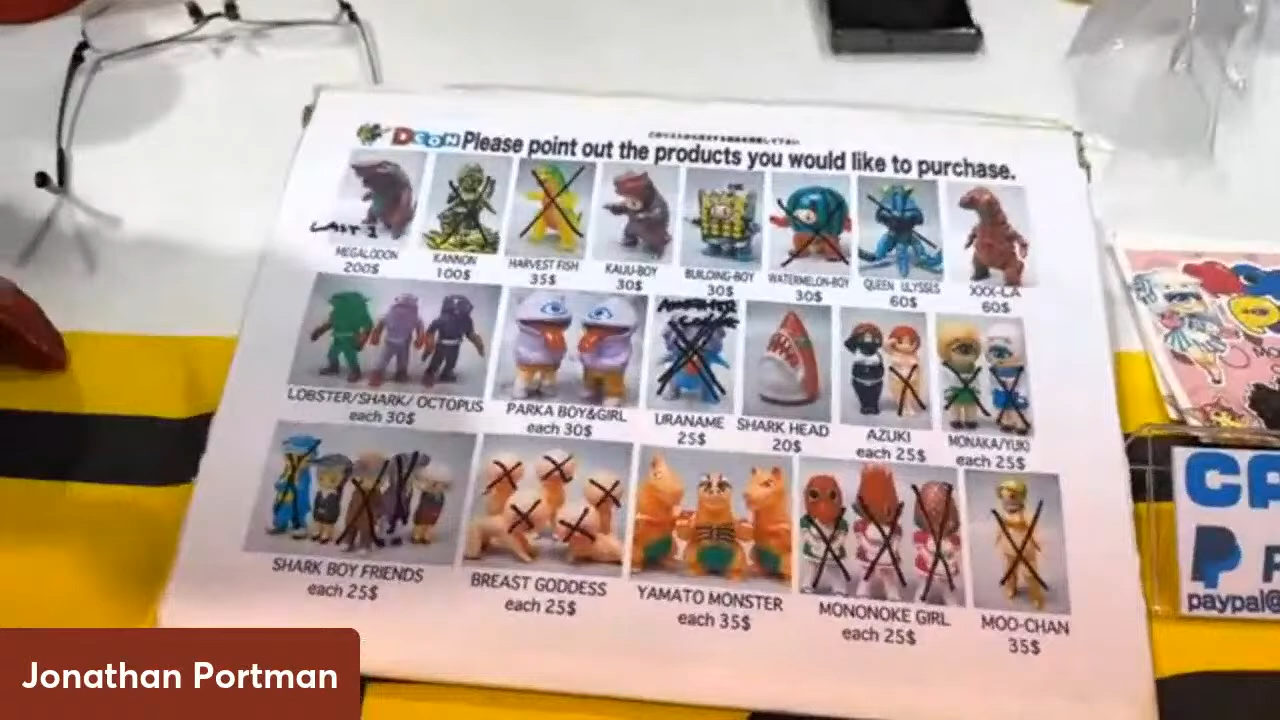 DCON Please point out the products you would like to purchase.
LAST 1
MEGALODON
200$
KANNON
100$
HARVEST FISH
35$
KAIJU-BOY
30$
BUILDING-BOY
30$
WATERMELON-BOY
30$
QUEEN ULYSSES
60$
XXX-LA
60$
LOBSTER/SHARK/ OCTOPUS
each 30$
PARKA BOY&GIRL
each 30$
URANAME
25$
SHARK HEAD
20$
AZUKI
each 25$
MONAKA/YUKI
each 25$
SHARK BOY FRIENDS
each 25$
BREAST GODDESS
each 25$
YAMATO MONSTER
each 35$
MONONOKE GIRL
each 25$
MOO-CHAN
35$
paypal@
Jonathan Portman